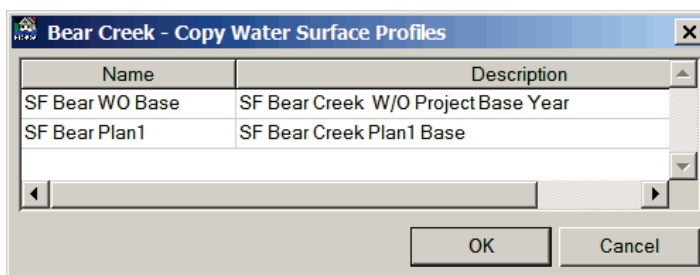 Bear Creek - Copy Water Surface Profiles
Name Description
SF Bear WO Base SF Bear Creek W/O Project Base Year
SF Bear Plan1 SF Bear Creek Plan1 Base
OK Cancel